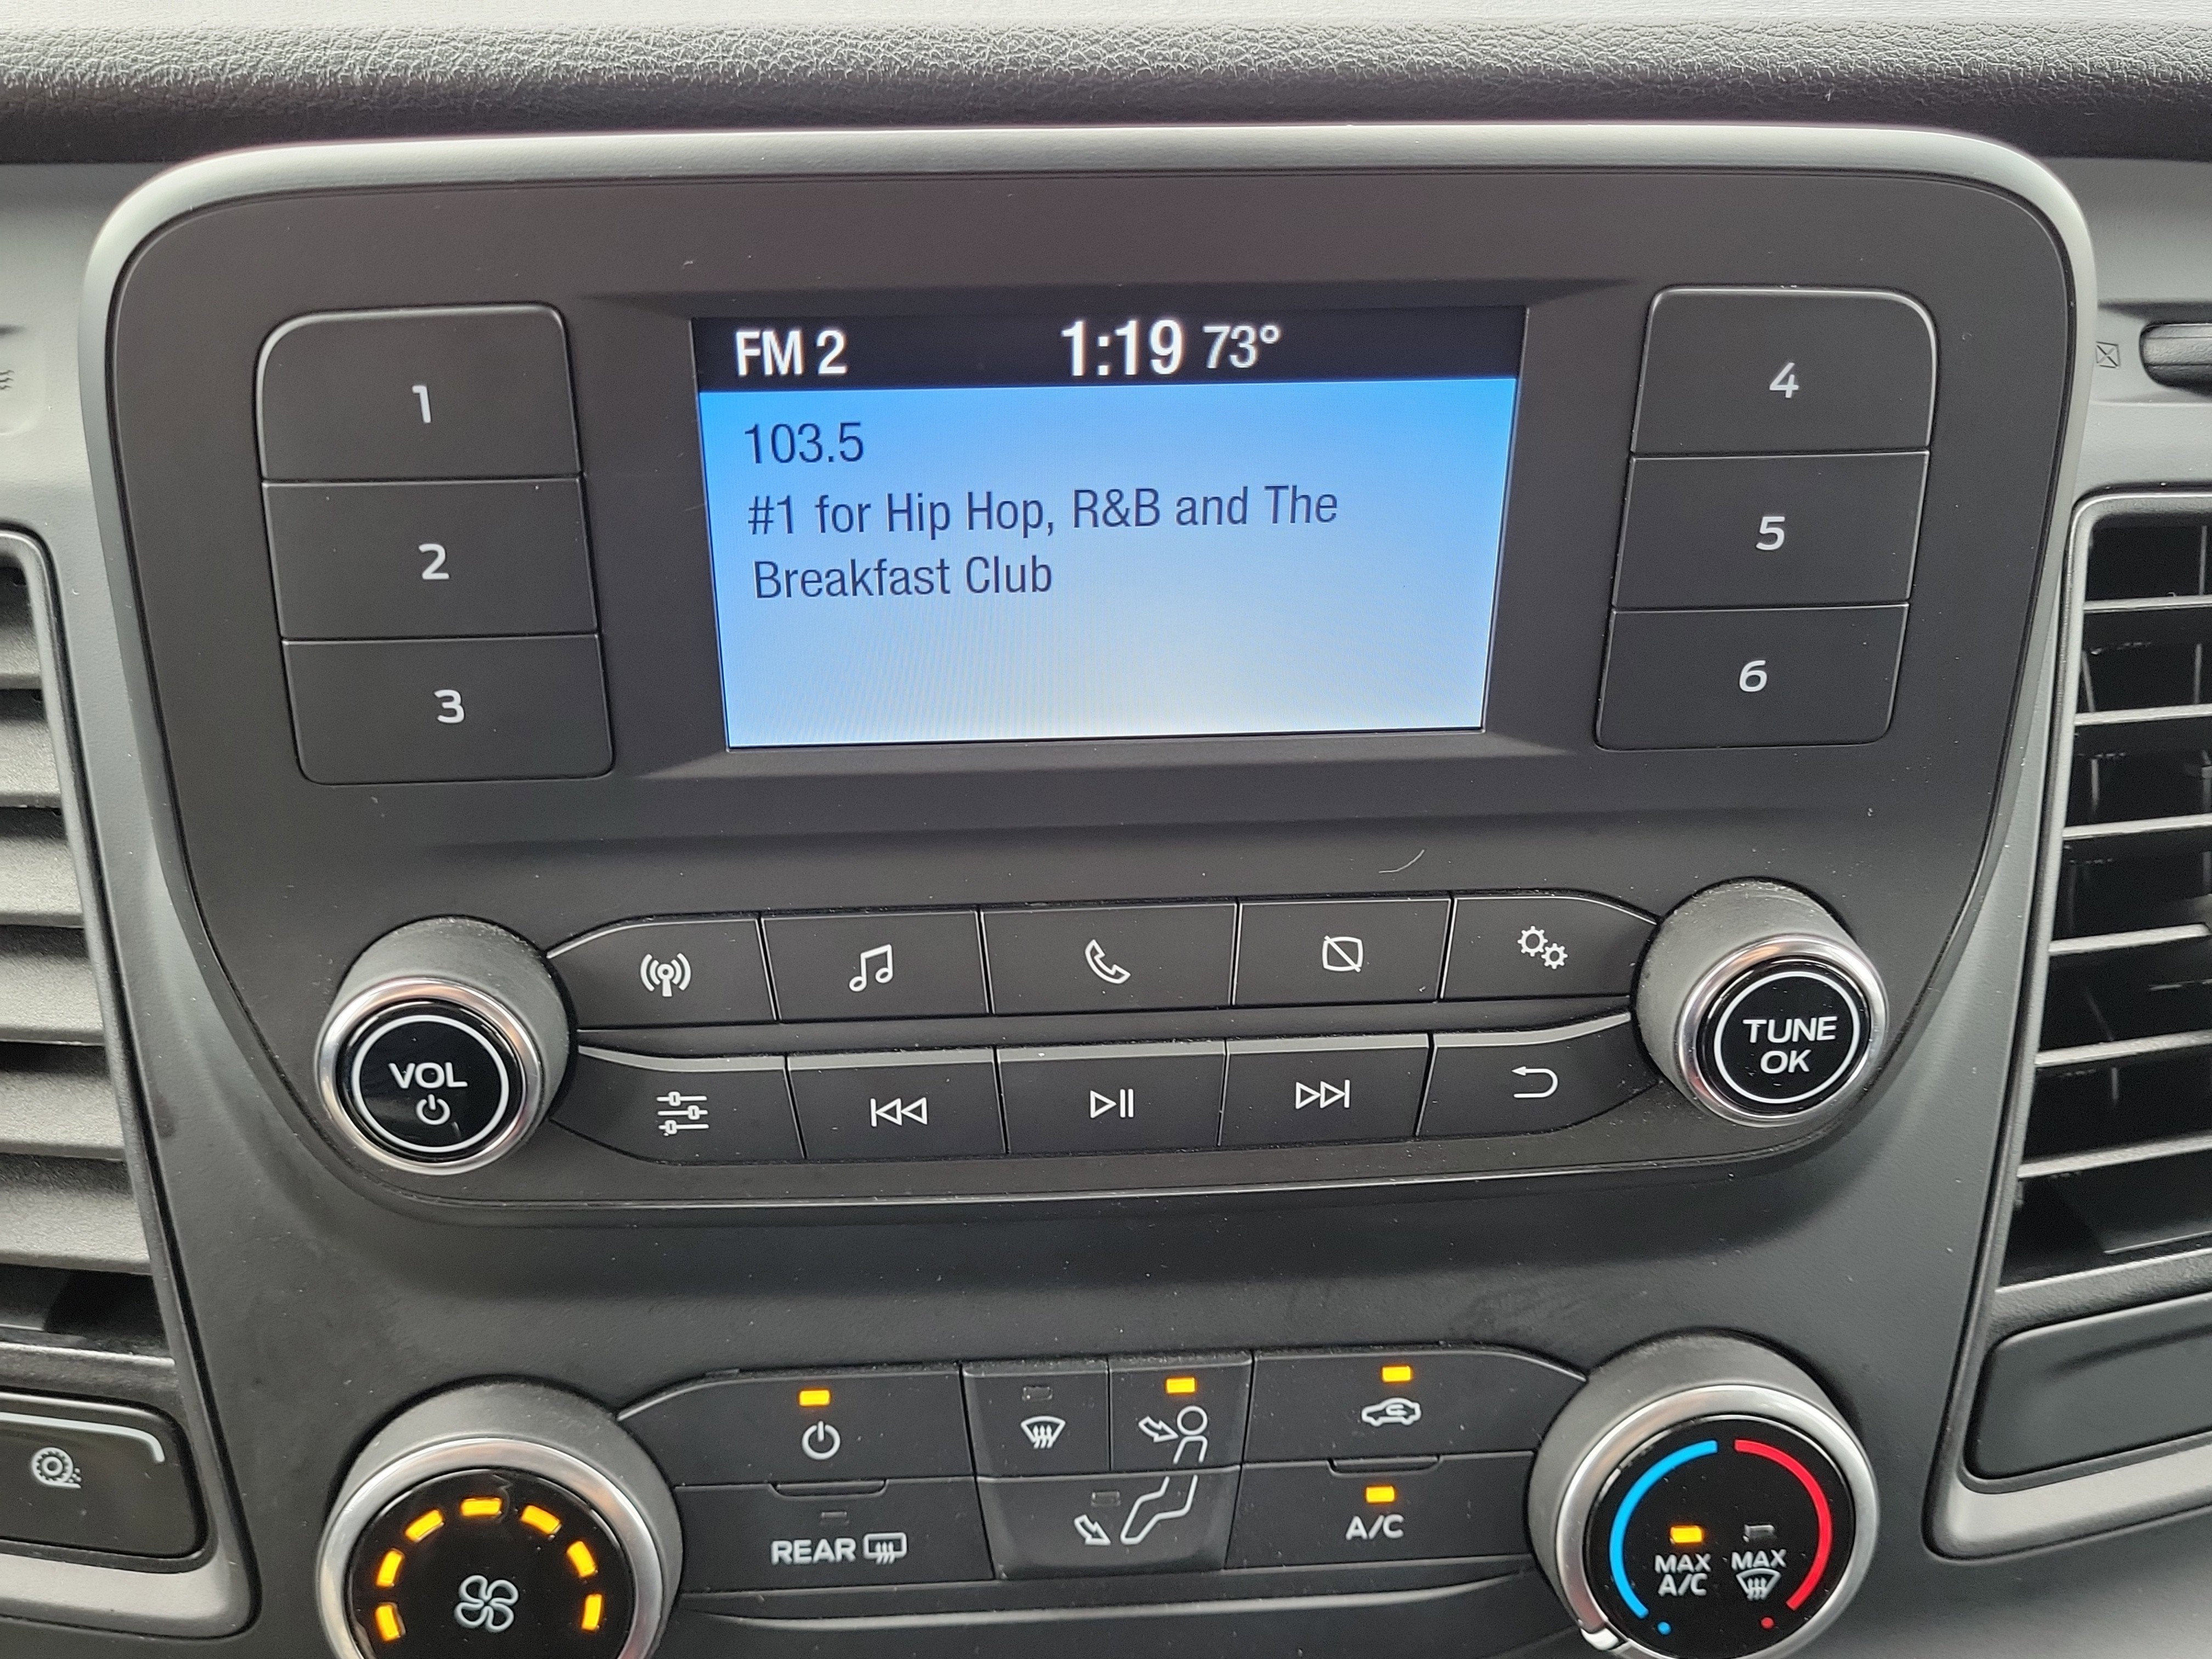 FM 2 1:19 73°
103.5
#1 for Hip Hop, R&B and The
Breakfast Club
1
2
3
4
5
6
VOL
TUNE
OK
REAR
A/C
MAX
A/C
MAX